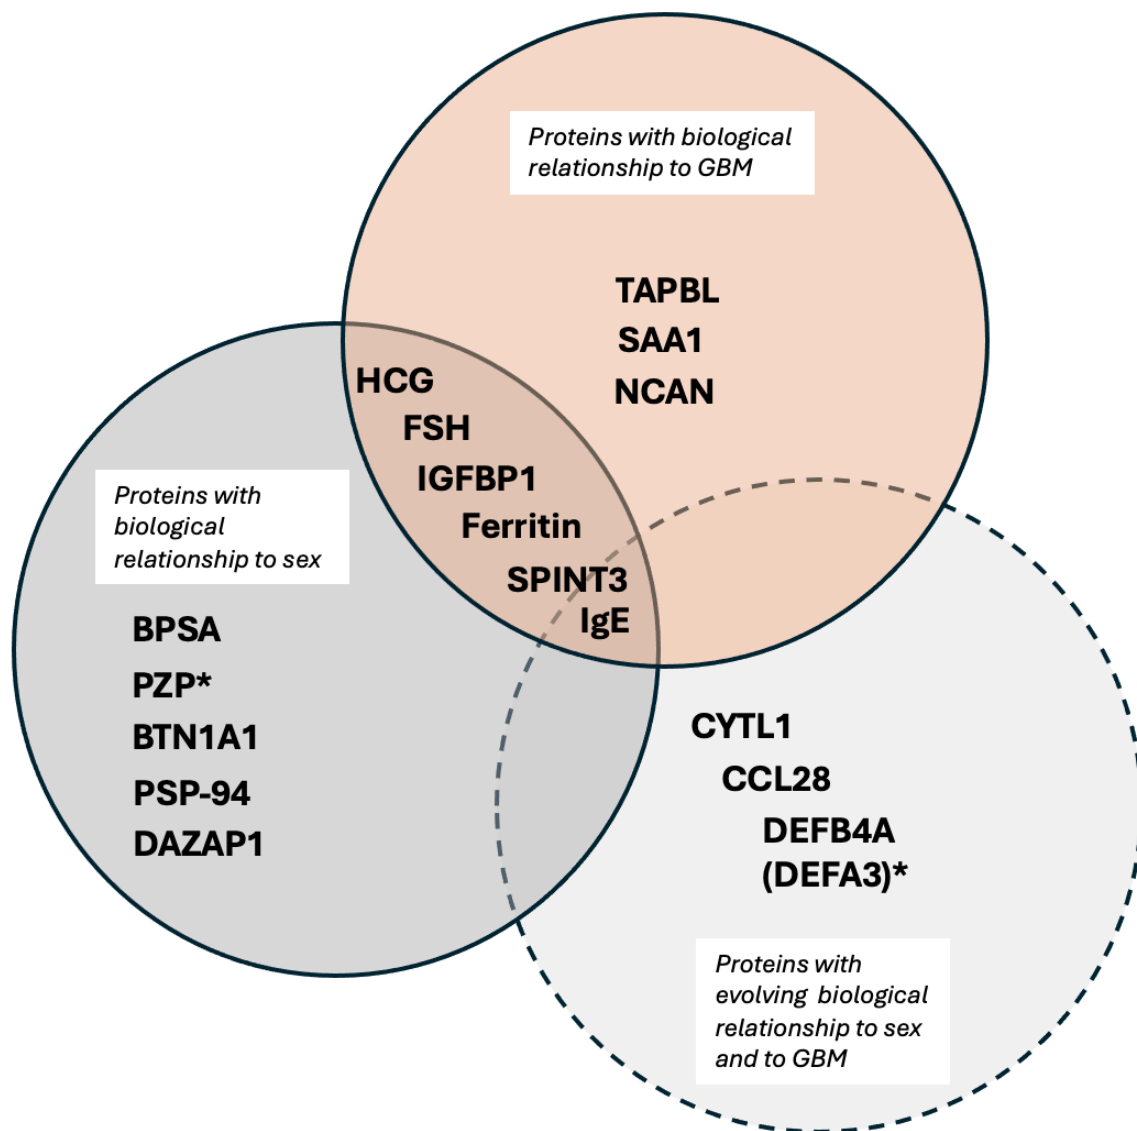 Proteins with biological
relationship to GBM
TAPBL
SAA1
NCAN
HCG
FSH
IGFBP1
Ferritin
SPINT3
IgE
Proteins with
biological
relationship to sex
BPSA
PZP*
BTN1A1
PSP-94
DAZAP1
CYTL1
CCL28
DEFB4A
(DEFA3)*
Proteins with
evolving biological
relationship to sex
and to GBM